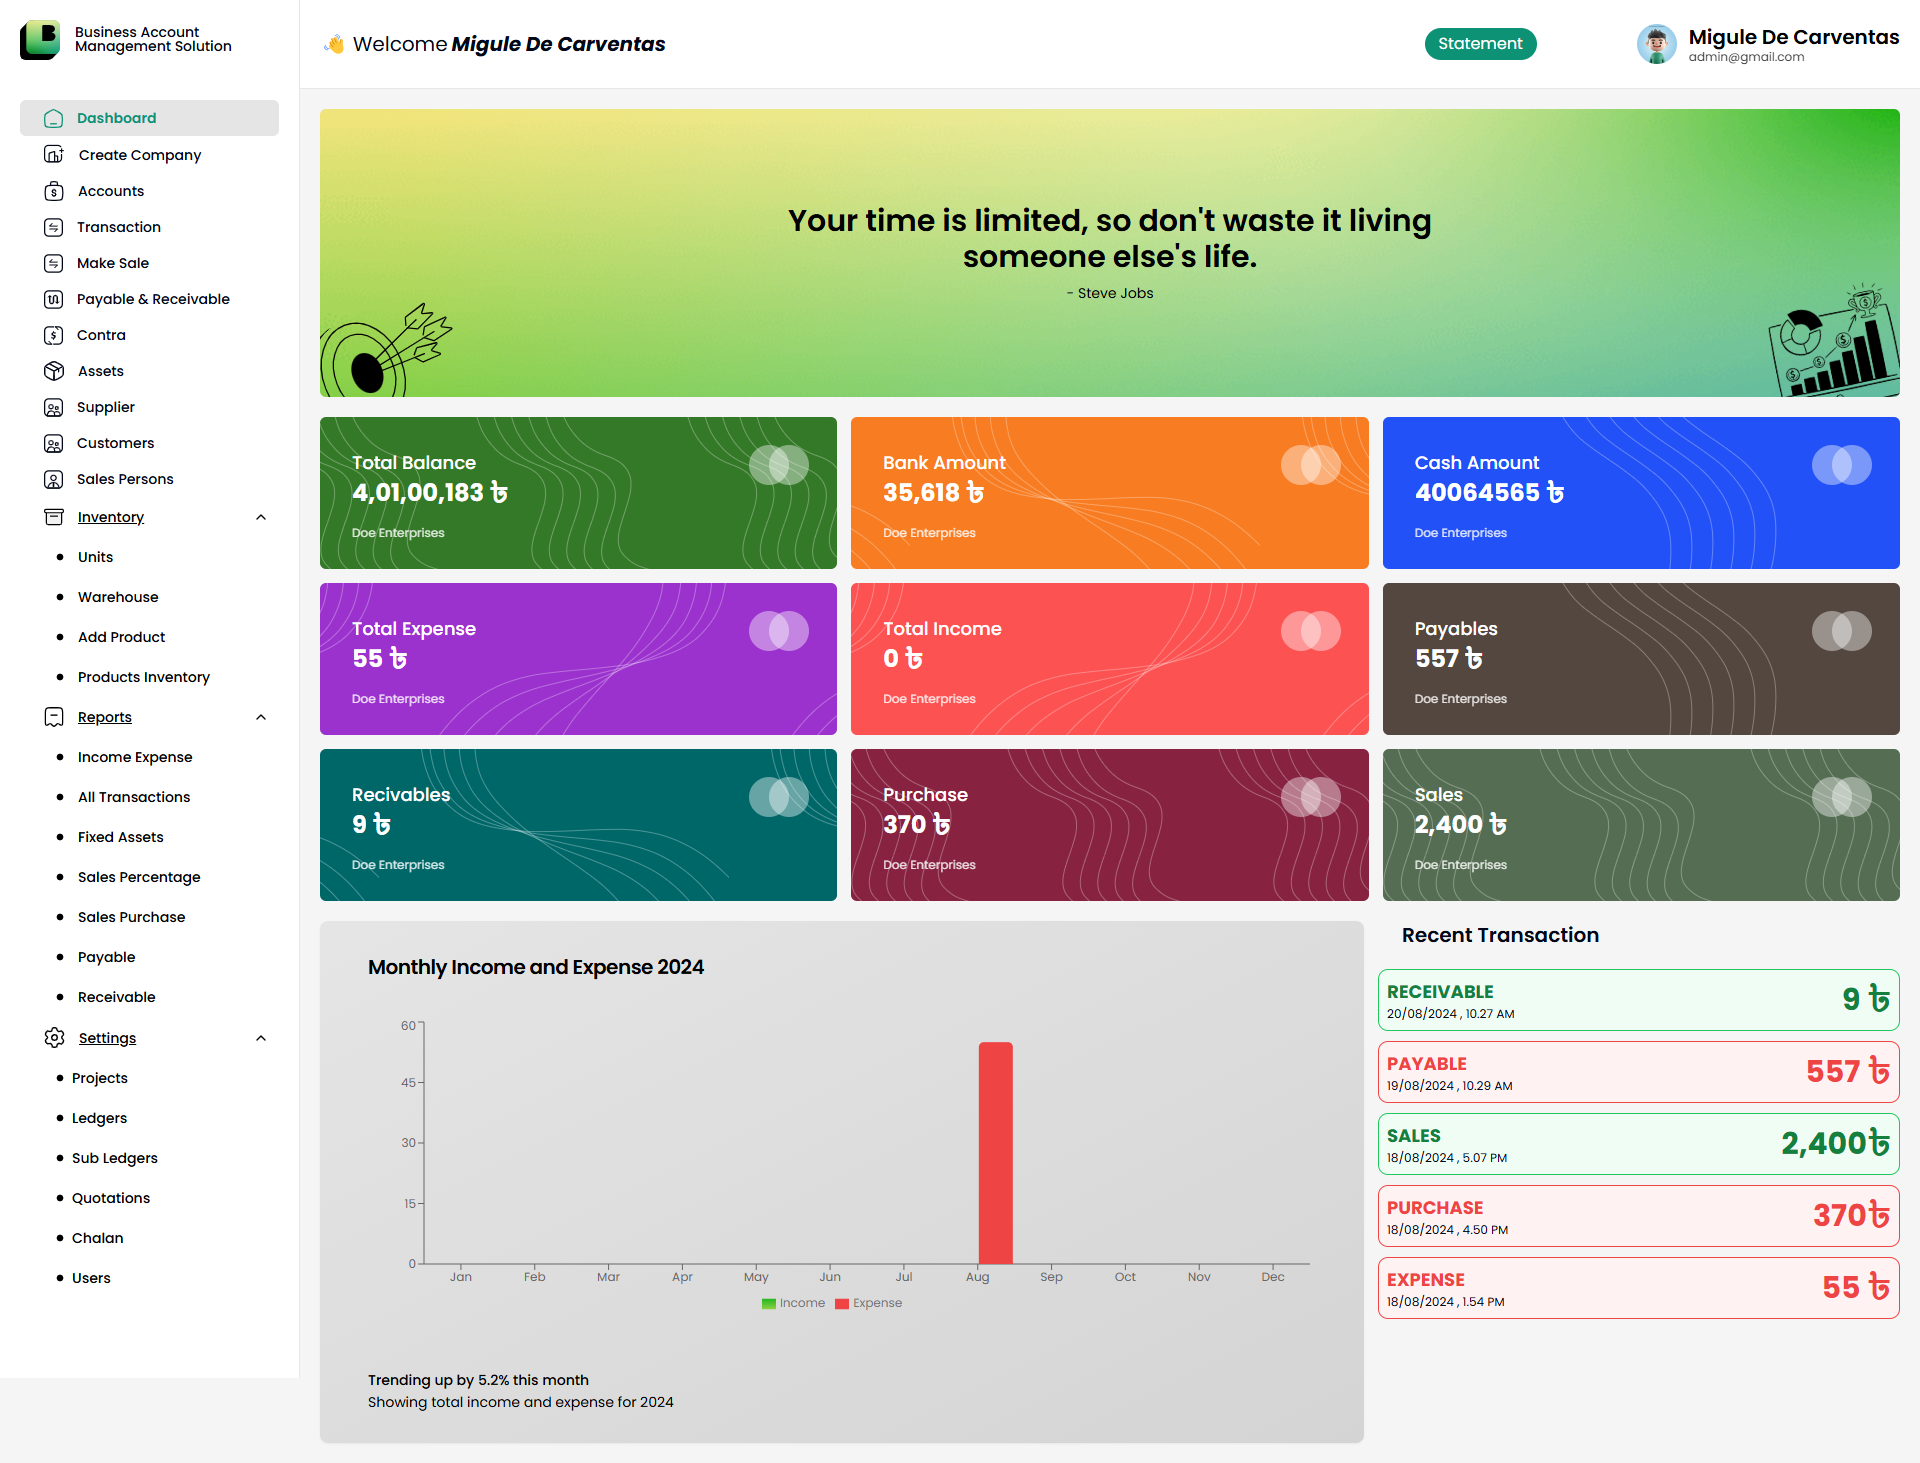 Business Account
Management Solution
Dashboard
Create Company
Accounts
Transaction
Make Sale
Payable & Receivable
Contra
Assets
Supplier
Customers
Sales Persons
Inventory
Units
Warehouse
Add Product
Products Inventory
Reports
Income Expense
All Transactions
Fixed Assets
Sales Percentage
Sales Purchase
Payable
Receivable
Settings
Projects
Ledgers
Sub Ledgers
Quotations
Chalan
Users
👋 Welcome Migule De Carventas
Statement
Migule De Carventas
admin@gmail.com
Your time is limited, so don't waste it living
someone else's life.
- Steve Jobs
Total Balance
4,01,00,183 ৳
Doe Enterprises
Bank Amount
35,618 ৳
Doe Enterprises
Cash Amount
40064565 ৳
Doe Enterprises
Total Expense
55 ৳
Doe Enterprises
Total Income
0 ৳
Doe Enterprises
Payables
557 ৳
Doe Enterprises
Recivables
9 ৳
Doe Enterprises
Purchase
370 ৳
Doe Enterprises
Sales
2,400 ৳
Doe Enterprises
Monthly Income and Expense 2024
60
45
30
15
0
Jan Feb Mar Apr May Jun Jul Aug Sep Oct Nov Dec
Income Expense
Trending up by 5.2% this month
Showing total income and expense for 2024
Recent Transaction
RECEIVABLE
20/08/2024 , 10.27 AM
9 ৳
PAYABLE
19/08/2024 , 10.29 AM
557 ৳
SALES
18/08/2024 , 5.07 PM
2,400৳
PURCHASE
18/08/2024 , 4.50 PM
370৳
EXPENSE
18/08/2024 , 1.54 PM
55 ৳